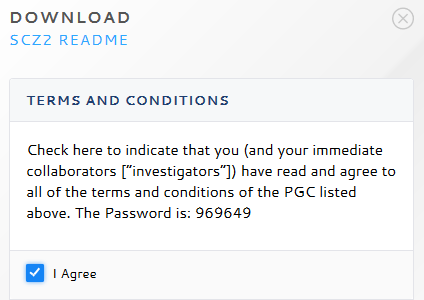 DOWNLOAD
SCZ2 README
TERMS AND CONDITIONS
Check here to indicate that you (and your immediate
collaborators [“investigators”]) have read and agree to
all of the terms and conditions of the PGC listed
above. The Password is: 969649
I Agree